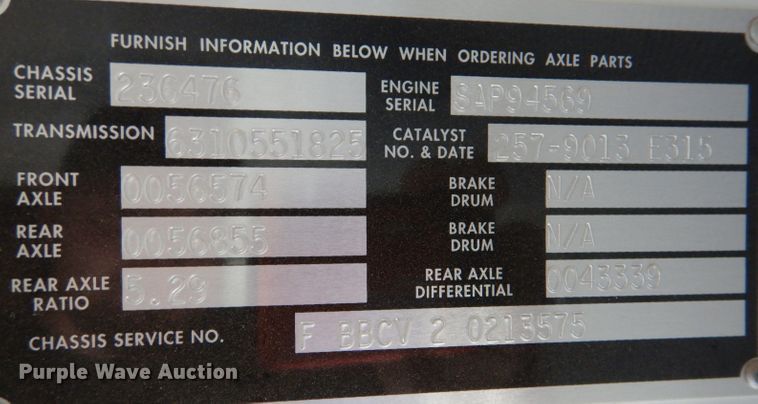 FURNISH INFORMATION BELOW WHEN ORDERING AXLE PARTS
CHASSIS SERIAL 230476 ENGINE SERIAL SAP94569
TRANSMISSION 6310551825 CATALYST NO. & DATE 257-9013 E315
FRONT AXLE 0056574 BRAKE DRUM N/A
REAR AXLE 0056855 BRAKE DRUM N/A
REAR AXLE RATIO 5.29 REAR AXLE DIFFERENTIAL 0043339
CHASSIS SERVICE NO. F BBCV 2 0213575
Purple Wave Auction